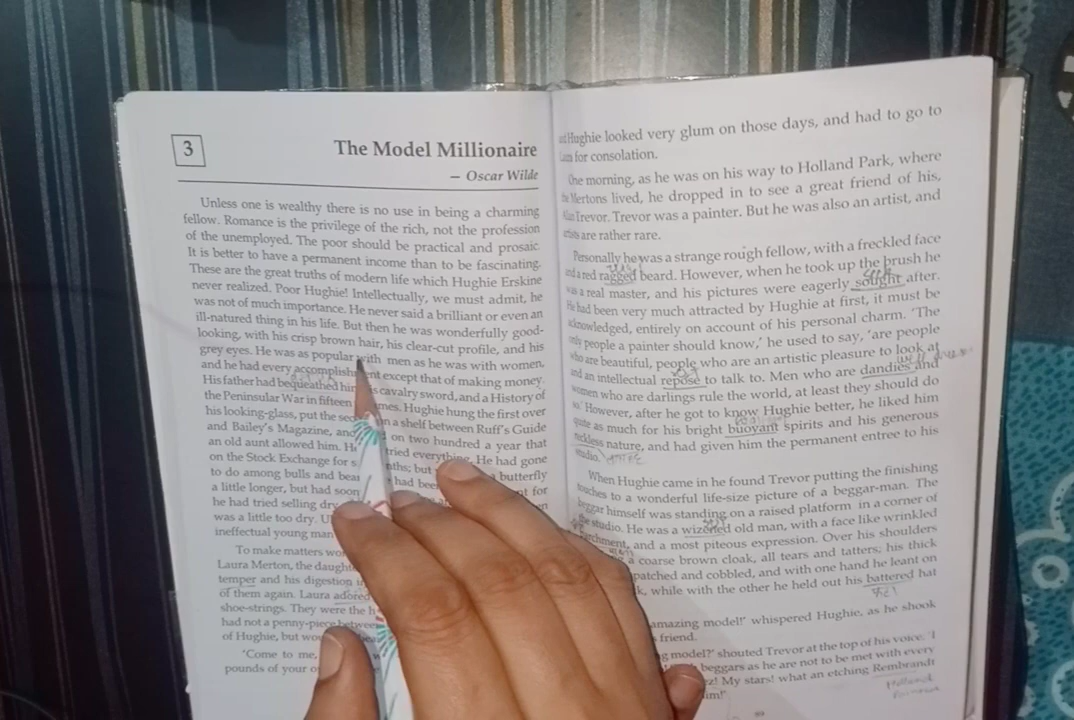 3
The Model Millionaire
— Oscar Wilde
Unless one is wealthy there is no use in being a charming
fellow. Romance is the privilege of the rich, not the profession
of the unemployed. The poor should be practical and prosaic.
It is better to have a permanent income than to be fascinating.
These are the great truths of modern life which Hughie Erskine
never realized. Poor Hughie! Intellectually, we must admit, he
was not of much importance. He never said a brilliant or even an
ill-natured thing in his life. But then he was wonderfully good-
looking, with his crisp brown hair, his clear-cut profile, and his
grey eyes. He was as popular with men as he was with women,
and he had every accomplishment except that of making money.
His father had bequeathed him his cavalry sword, and a History of
the Peninsular War in fifteen volumes. Hughie hung the first over
his looking-glass, put the on a shelf between Ruff's Guide
and Bailey's Magazine, and on two hundred a year that
an old aunt allowed him. He tried everything. He had gone
on the Stock Exchange for but butterfly
to do among bulls and bears had been
a little longer, but had soon for
he had tried selling dry
was a little too dry.
ineffectual young man
To make matters
Laura Merton, the daughter
temper and his digestion
of them again. Laura adored
shoe-strings. They were the
had not a penny-piece between
of Hughie, but
'Come to me,
pounds of your
and Hughie looked very glum on those days, and had to go to
Laura for consolation.
One morning, as he was on his way to Holland Park, where
the Mertons lived, he dropped in to see a great friend of his,
Alan Trevor. Trevor was a painter. But he was also an artist, and
artists are rather rare.
Personally he was a strange rough fellow, with a freckled face
and a red ragged beard. However, when he took up the brush he
was a real master, and his pictures were eagerly sought after.
He had been very much attracted by Hughie at first, it must be
acknowledged, entirely on account of his personal charm. 'The
only people a painter should know,' he used to say, 'are people
who are beautiful, people who are an artistic pleasure to look at
and an intellectual repose to talk to. Men who are dandies and
women who are darlings rule the world, at least they should do
so.' However, after he got to know Hughie better, he liked him
quite as much for his bright buoyant spirits and his generous
reckless nature, and had given him the permanent entree to his
studio.
When Hughie came in he found Trevor putting the finishing
touches to a wonderful life-size picture of a beggar-man. The
beggar himself was standing on a raised platform in a corner of
the studio. He was a wizened old man, with a face like wrinkled
parchment, and a most piteous expression. Over his shoulders
a coarse brown cloak, all tears and tatters; his thick
patched and cobbled, and with one hand he leant on
while with the other he held out his battered hat
amazing model!' whispered Hughie, as he shook
friend.
model?' shouted Trevor at the top of his voice. 'I
beggars as he are not to be met with every
My stars! what an etching Rembrandt